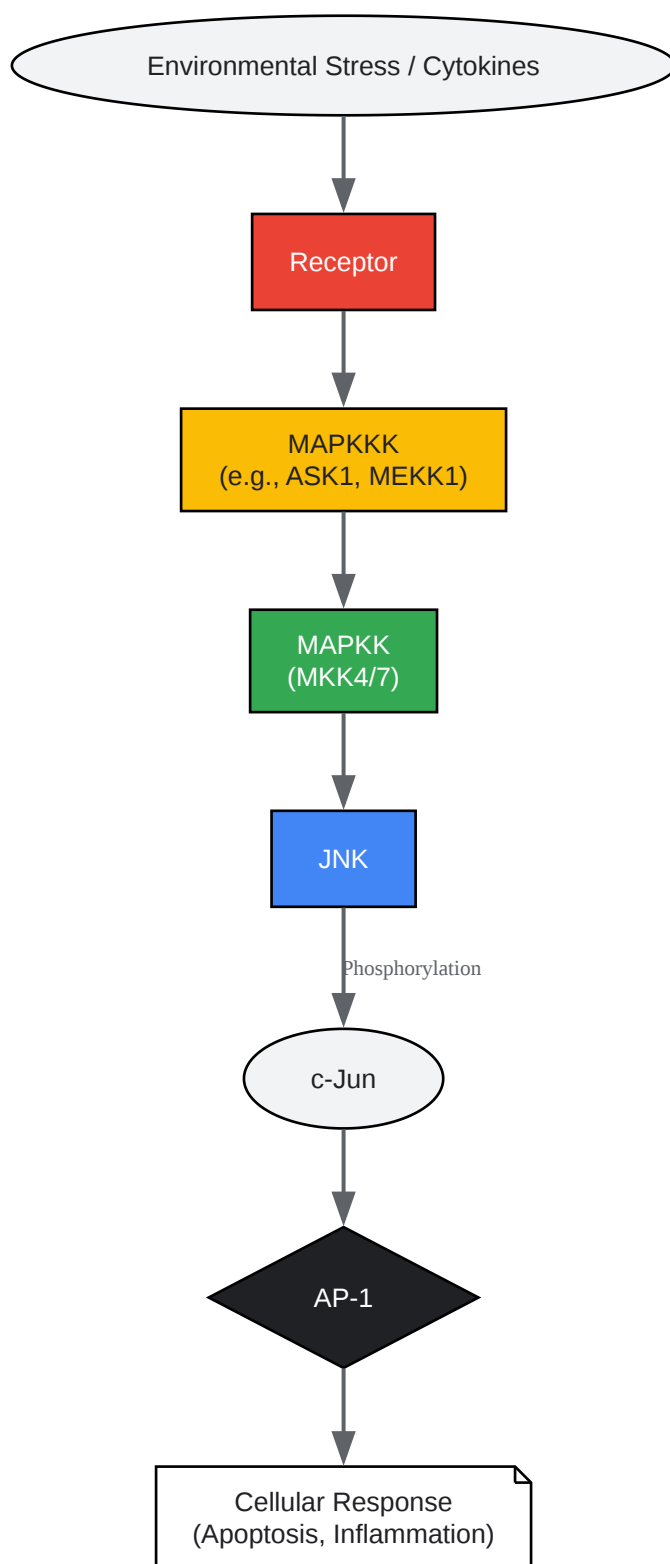 Environmental Stress / Cytokines
Receptor
MAPKKK
(e.g., ASK1, MEKK1)
MAPKK
(MKK4/7)
JNK
Phosphorylation
c-Jun
AP-1
Cellular Response
(Apoptosis, Inflammation)